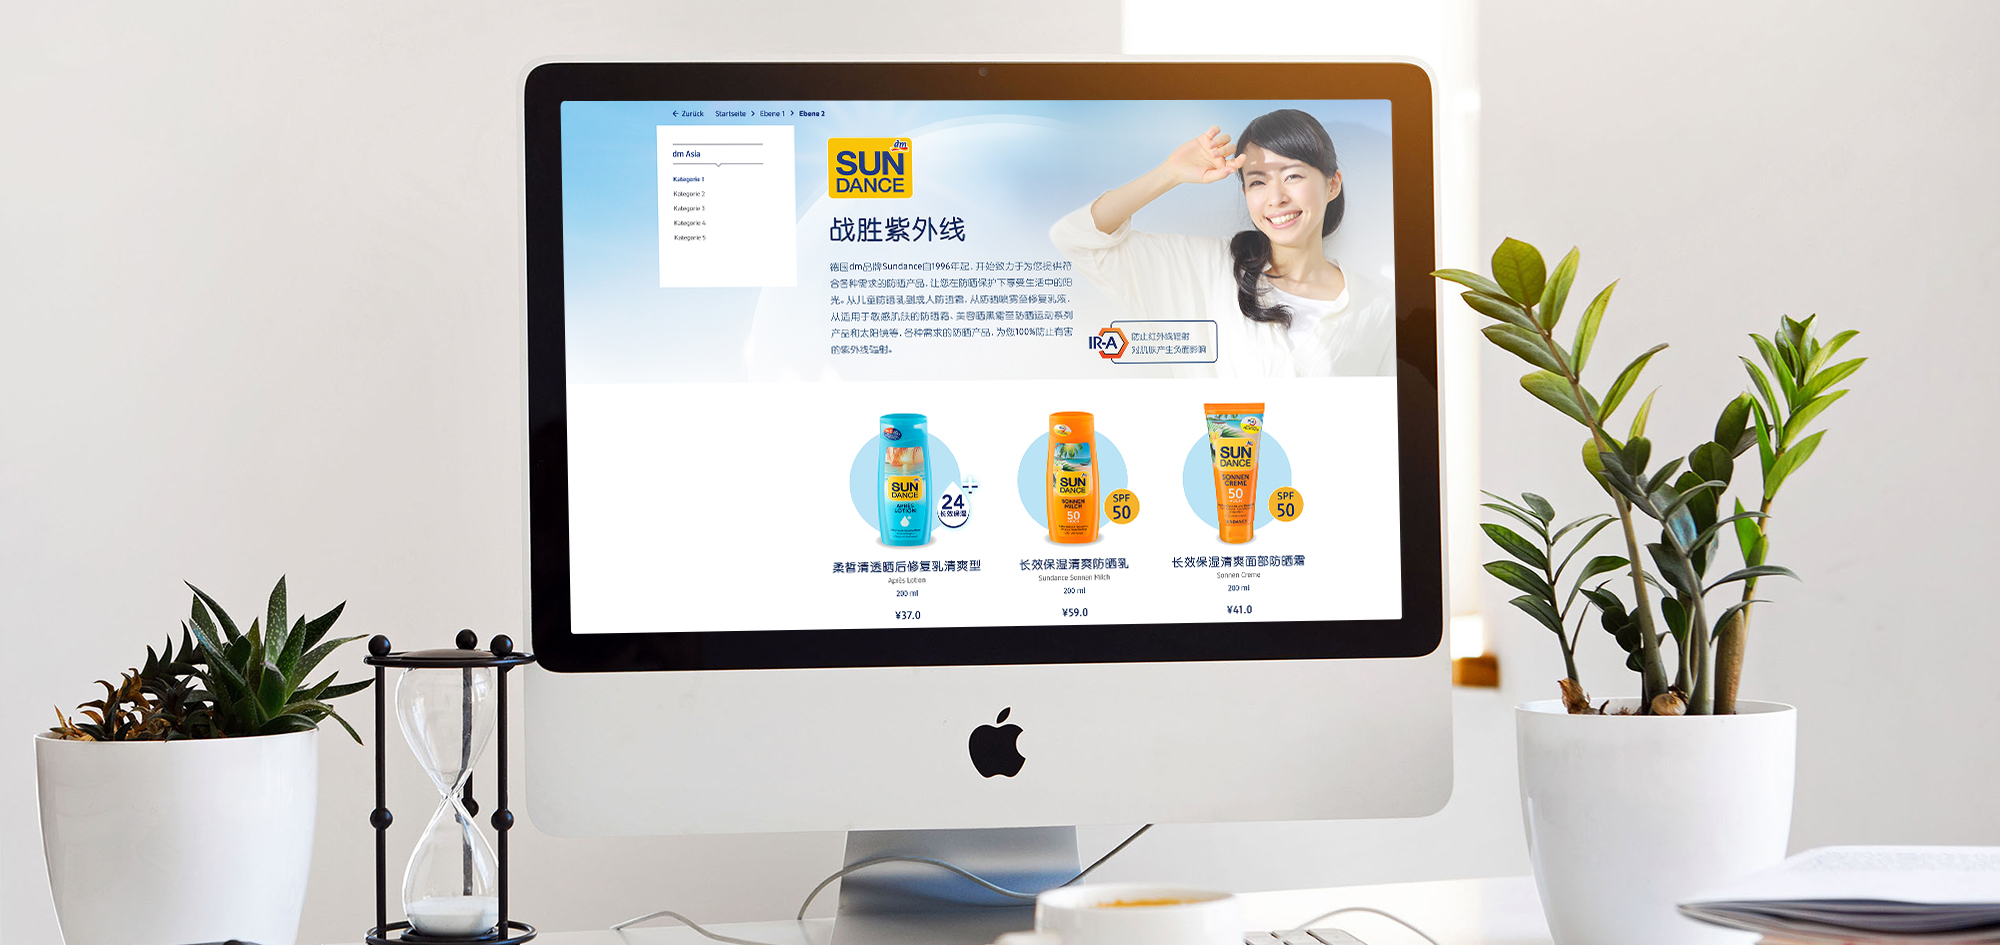 Zurück Startseite Ebene 1 Ebene 2
dm Asia
Kategorie 1
Kategorie 2
Kategorie 3
Kategorie 4
Kategorie 5
dm
SUN
DANCE
战胜紫外线
德国dm品牌Sundance自1996年起，开始致力于为您提供符
合各种需求的防晒产品，让您在防晒保护下享受生活中的阳
光。从儿童防晒乳到成人防晒霜，从防晒喷雾至修复乳液，
从适用于敏感肌肤的防晒霜、美容晒黑霜至防晒运动系列
产品和太阳镜等，各种需求的防晒产品，为您100%防止有害
的紫外线辐射。
IR-A
防止红外线辐射
对肌肤产生负面影响
SUN
DANCE
APRÈS
LOTION
24
长效保湿
SUN
DANCE
SONNEN
MILCH
50
SPF
50
SUN
DANCE
SONNEN
CREME
50
SPF
50
柔皙清透晒后修复乳清爽型
Après Lotion
200 ml
¥37.0
长效保湿清爽防晒乳
Sundance Sonnen Milch
200 ml
¥59.0
长效保湿清爽面部防晒霜
Sonnen Creme
200 ml
¥41.0